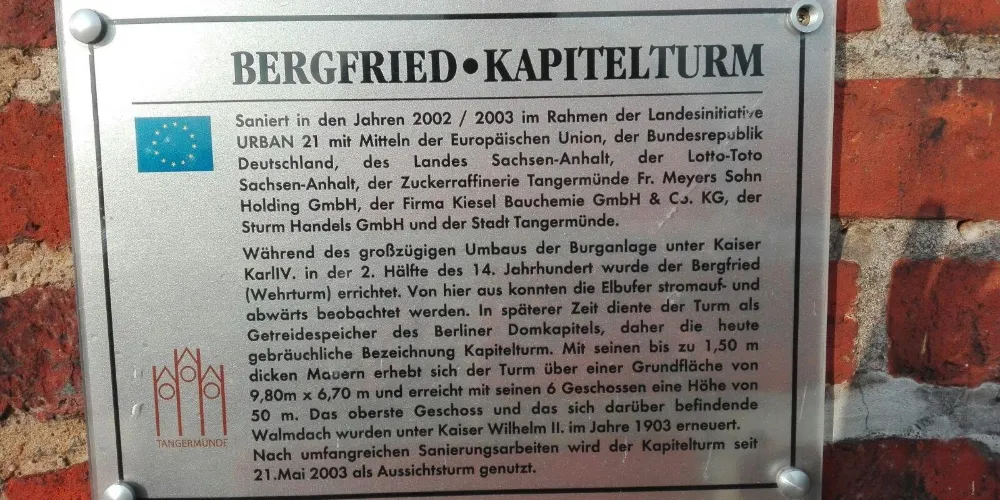 BERGFRIED•KAPITELTURM
Saniert in den Jahren 2002 / 2003 im Rahmen der Landesinitiative
URBAN 21 mit Mitteln der Europäischen Union, der Bundesrepublik
Deutschland, des Landes Sachsen-Anhalt, der Lotto-Toto
Sachsen-Anhalt, der Zuckerraffinerie Tangermünde Fr. Meyers Sohn
Holding GmbH, der Firma Kiesel Bauchemie GmbH & Co. KG, der
Sturm Handels GmbH und der Stadt Tangermünde.
Während des großzügigen Umbaus der Burganlage unter Kaiser
KarlIV. in der 2. Hälfte des 14. Jahrhundert wurde der Bergfried
(Wehrturm) errichtet. Von hier aus konnten die Elbufer stromauf- und
abwärts beobachtet werden. In späterer Zeit diente der Turm als
Getreidespeicher des Berliner Domkapitels, daher die heute
gebräuchliche Bezeichnung Kapitelturm. Mit seinen bis zu 1,50 m
dicken Mauern erhebt sich der Turm über einer Grundfläche von
9,80m x 6,70 m und erreicht mit seinen 6 Geschossen eine Höhe von
50 m. Das oberste Geschoss und das sich darüber befindende
Walmdach wurden unter Kaiser Wilhelm II. im Jahre 1903 erneuert.
Nach umfangreichen Sanierungsarbeiten wird der Kapitelturm seit
21.Mai 2003 als Aussichtsturm genutzt.
TANGERMÜNDE